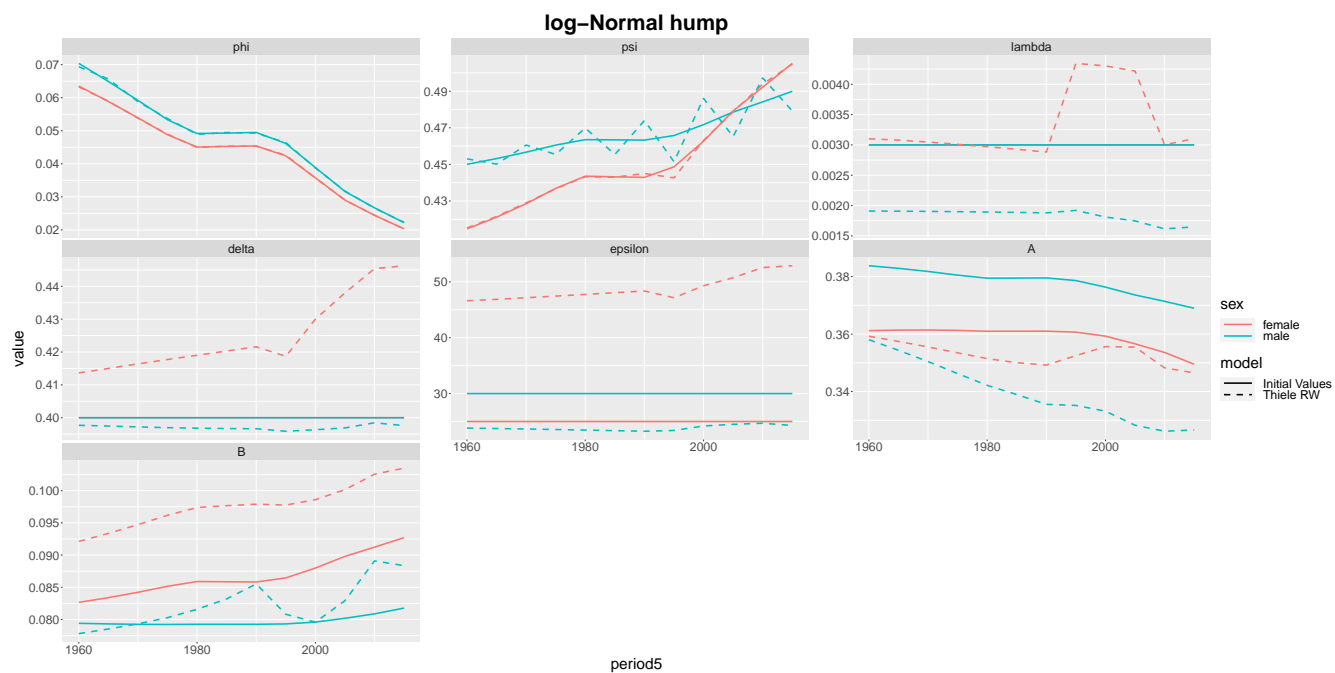 log−Normal hump
phi
psi
lambda
0.07
0.06
0.05
0.04
0.03
0.02
0.49
0.47
0.45
0.43
0.0040
0.0035
0.0030
0.0025
0.0020
0.0015
delta
epsilon
A
0.44
0.43
0.42
0.41
0.40
50
40
30
0.38
0.36
0.34
1960
1980
2000
1960
1980
2000
B
0.100
0.095
0.090
0.085
0.080
1960
1980
2000
value
period5
sex
female
male
model
Initial Values
Thiele RW